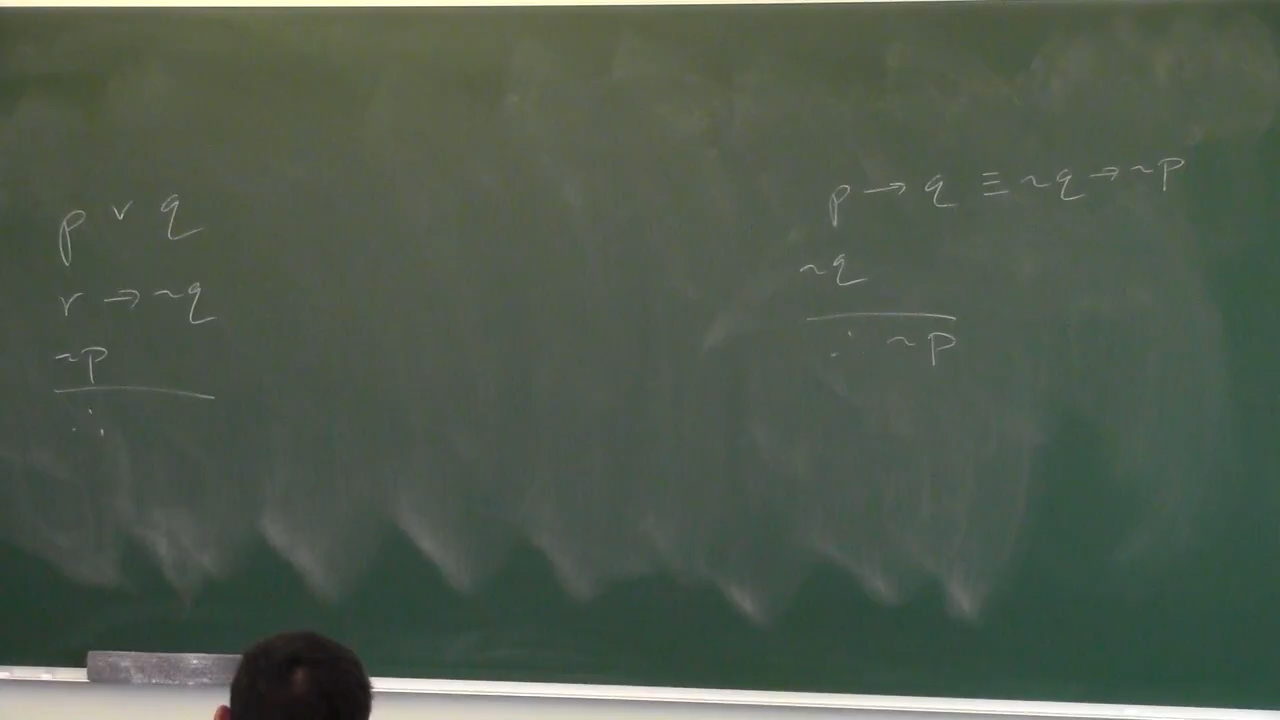 p ∨ q
r → ~q
~p
∴
p → q ≡ ~q → ~p
~q
∴ ~p